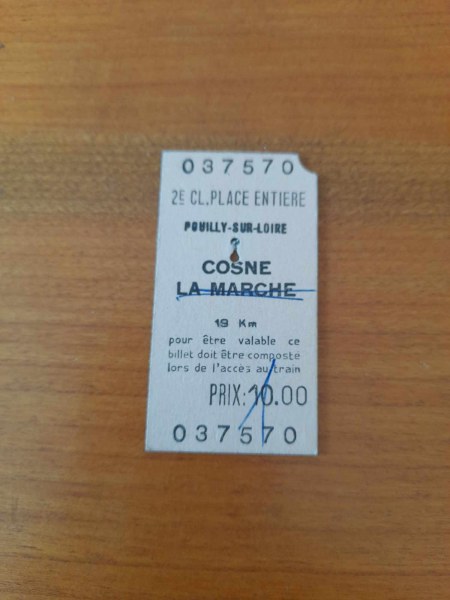 037570
2E CL.PLACE ENTIERE
POUILLY-SUR-LOIRE
COSNE
LA MARCHE
19 Km
pour être valable ce
billet doit être composté
lors de l'accès au train
PRIX:10.00
037570